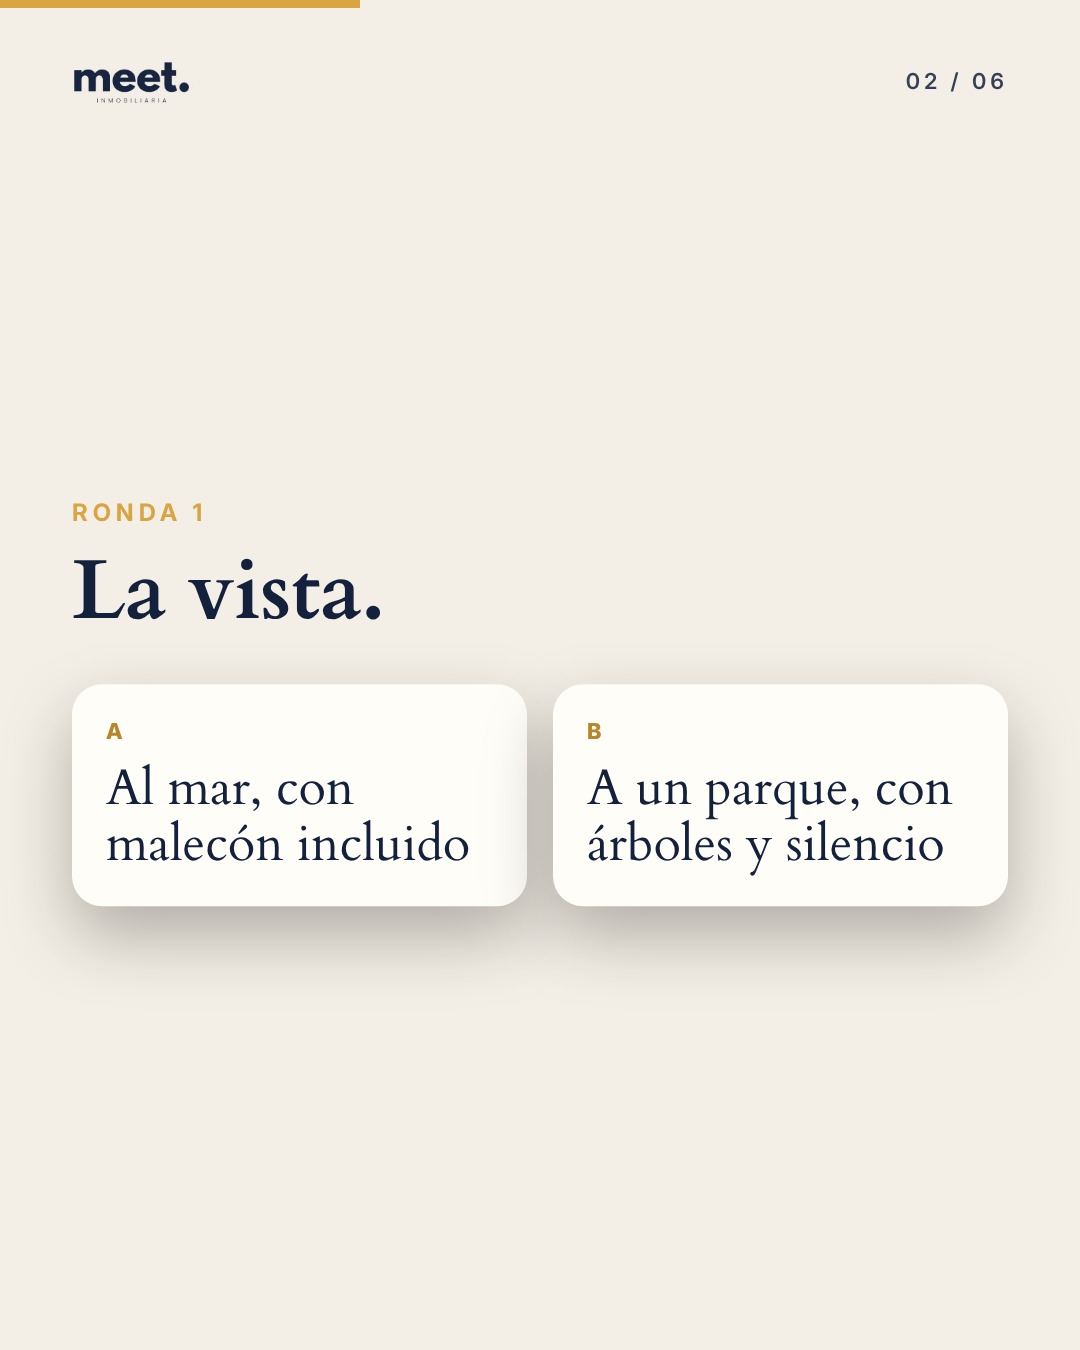 meet.
INMOBILIARIA
02 / 06
RONDA 1
La vista.
A
Al mar, con
malecón incluido
B
A un parque, con
árboles y silencio